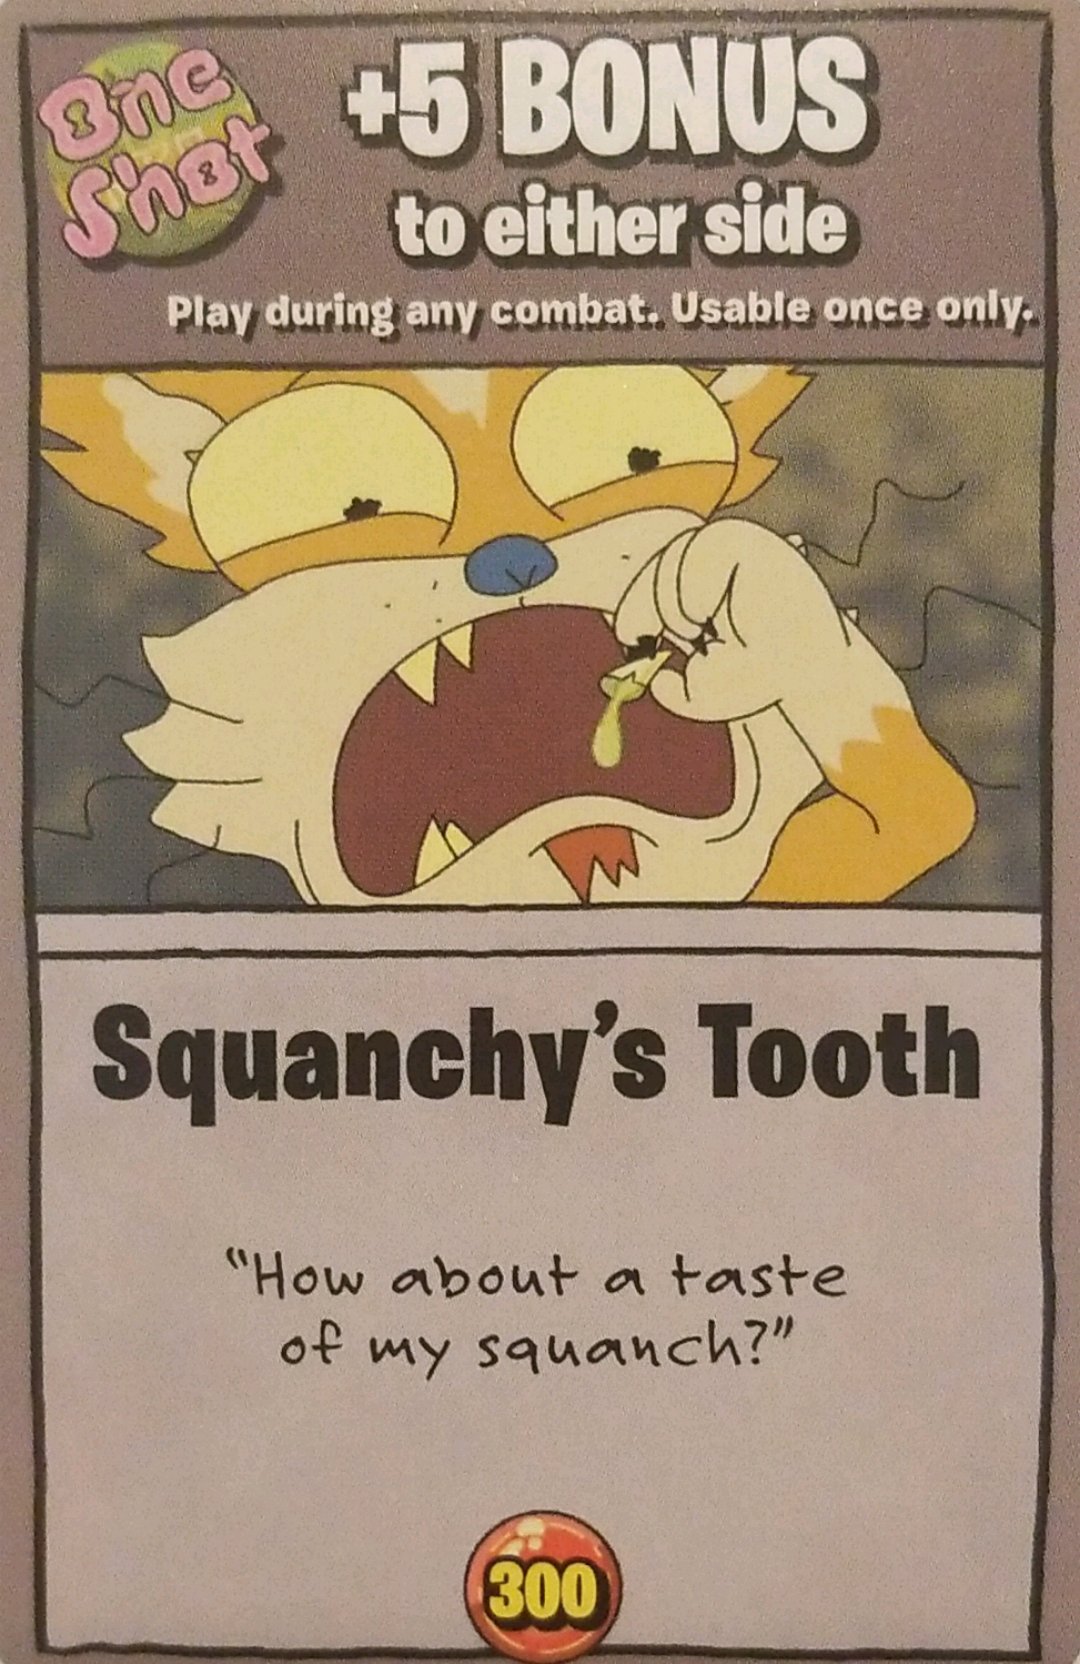 One
S'hot
+5 BONUS
to either side
Play during any combat. Usable once only.
Squanchy's Tooth
"How about a taste
of my squanch?"
300